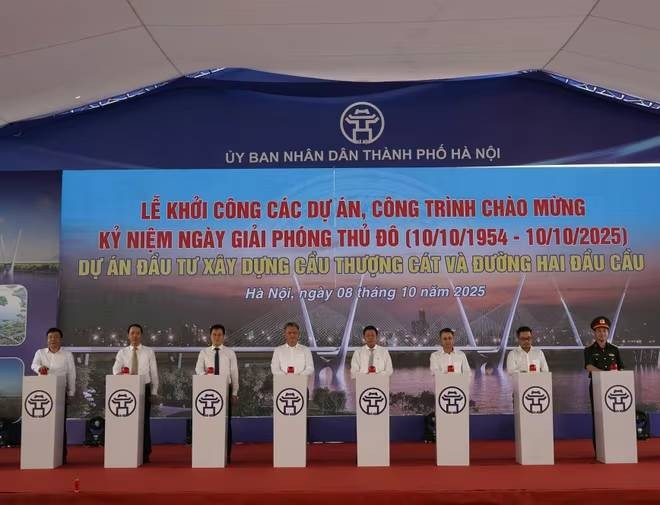 ỦY BAN NHÂN DÂN THÀNH PHỐ HÀ NỘI
LỄ KHỞI CÔNG CÁC DỰ ÁN, CÔNG TRÌNH CHÀO MỪNG
KỶ NIỆM NGÀY GIẢI PHÓNG THỦ ĐÔ (10/10/1954 - 10/10/2025)
DỰ ÁN ĐẦU TƯ XÂY DỰNG CẦU THƯỢNG CÁT VÀ ĐƯỜNG HAI ĐẦU CẦU
Hà Nội, ngày 08 tháng 10 năm 2025